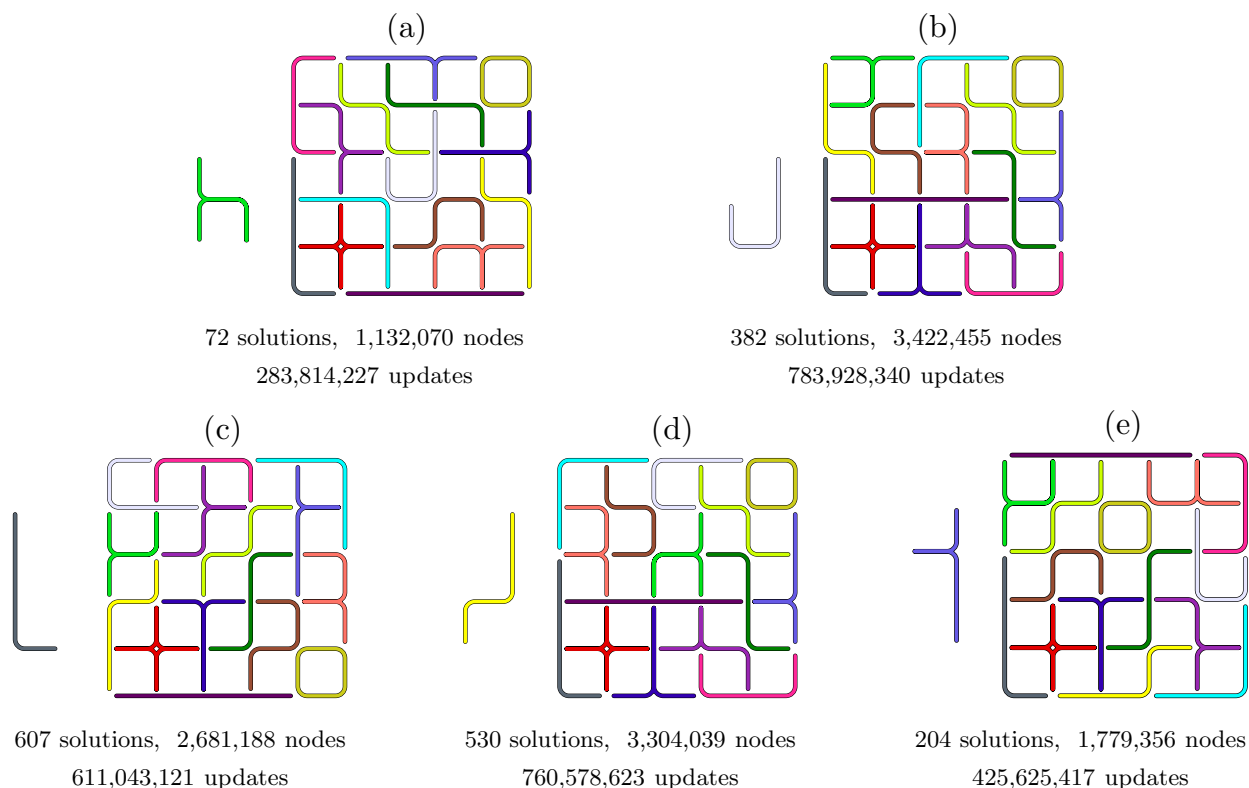 (a)
72 solutions, 1,132,070 nodes
283,814,227 updates
(b)
382 solutions, 3,422,455 nodes
783,928,340 updates
(c)
607 solutions, 2,681,188 nodes
611,043,121 updates
(d)
530 solutions, 3,304,039 nodes
760,578,623 updates
(e)
204 solutions, 1,779,356 nodes
425,625,417 updates